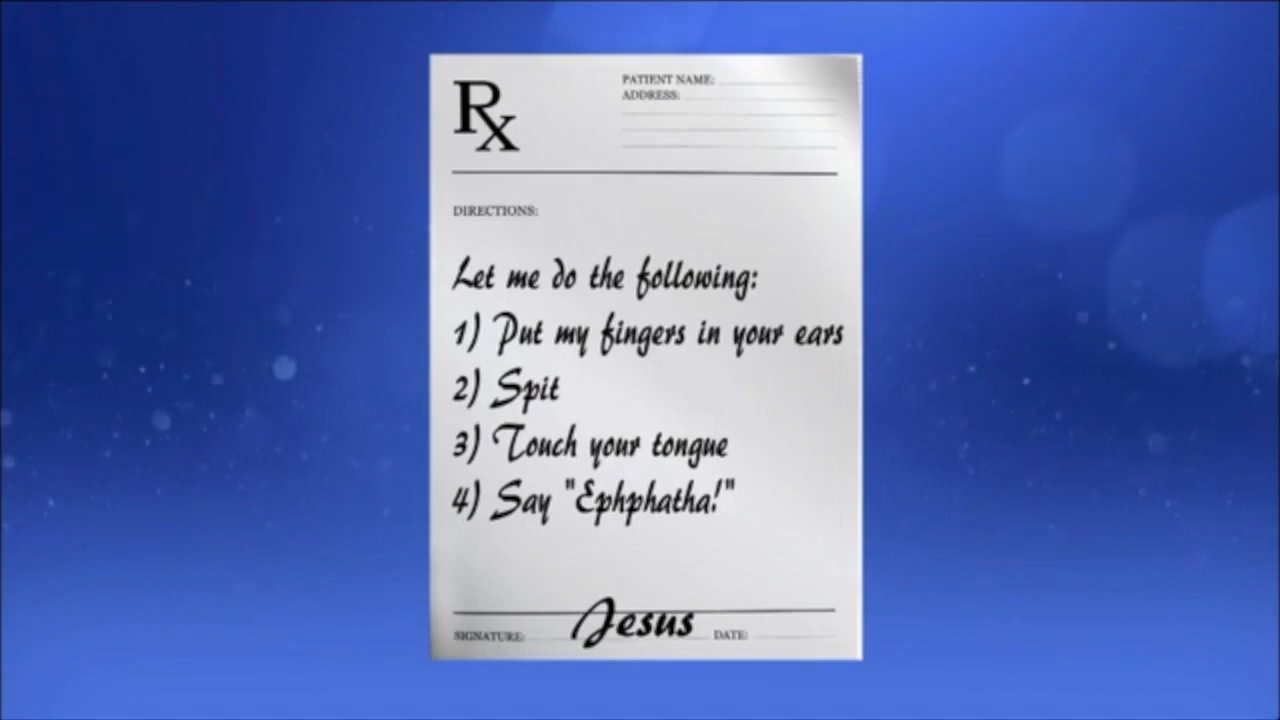 Rx
PATIENT NAME:
ADDRESS:
DIRECTIONS:
Let me do the following:
1) Put my fingers in your ears
2) Spit
3) Touch your tongue
4) Say "Ephphatha!"
SIGNATURE: Jesus DATE: